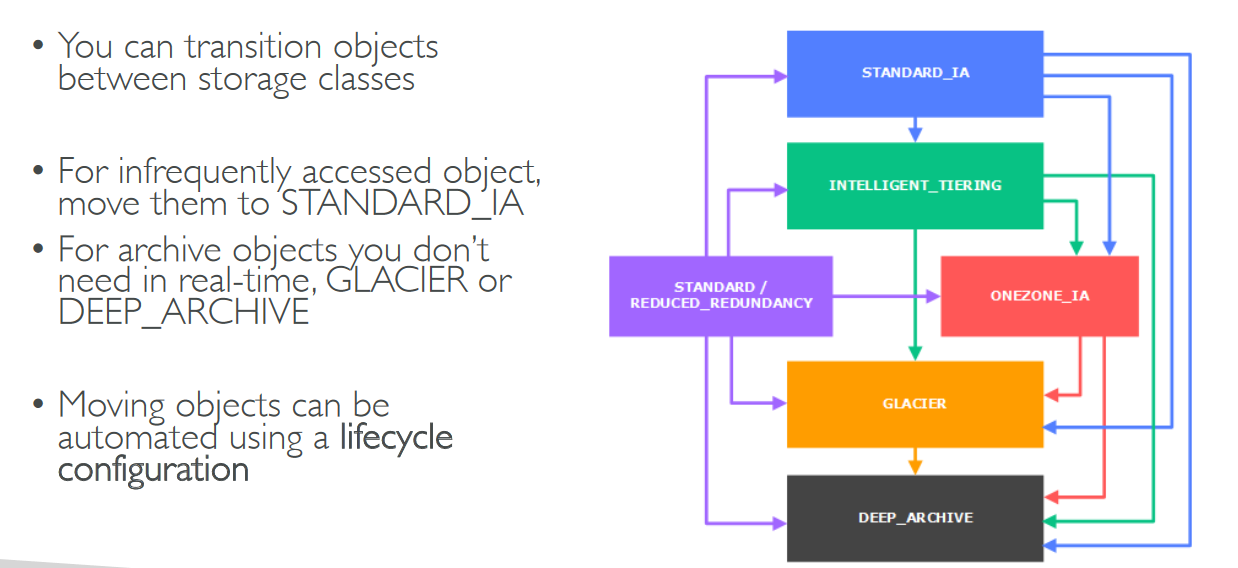 • You can transition objects
between storage classes
• For infrequently accessed object,
move them to STANDARD_IA
• For archive objects you don't
need in real-time, GLACIER or
DEEP_ARCHIVE
• Moving objects can be
automated using a lifecycle
configuration
STANDARD_IA
INTELLIGENT_TIERING
STANDARD /
REDUCED_REDUNDANCY
ONEZONE_IA
GLACIER
DEEP_ARCHIVE